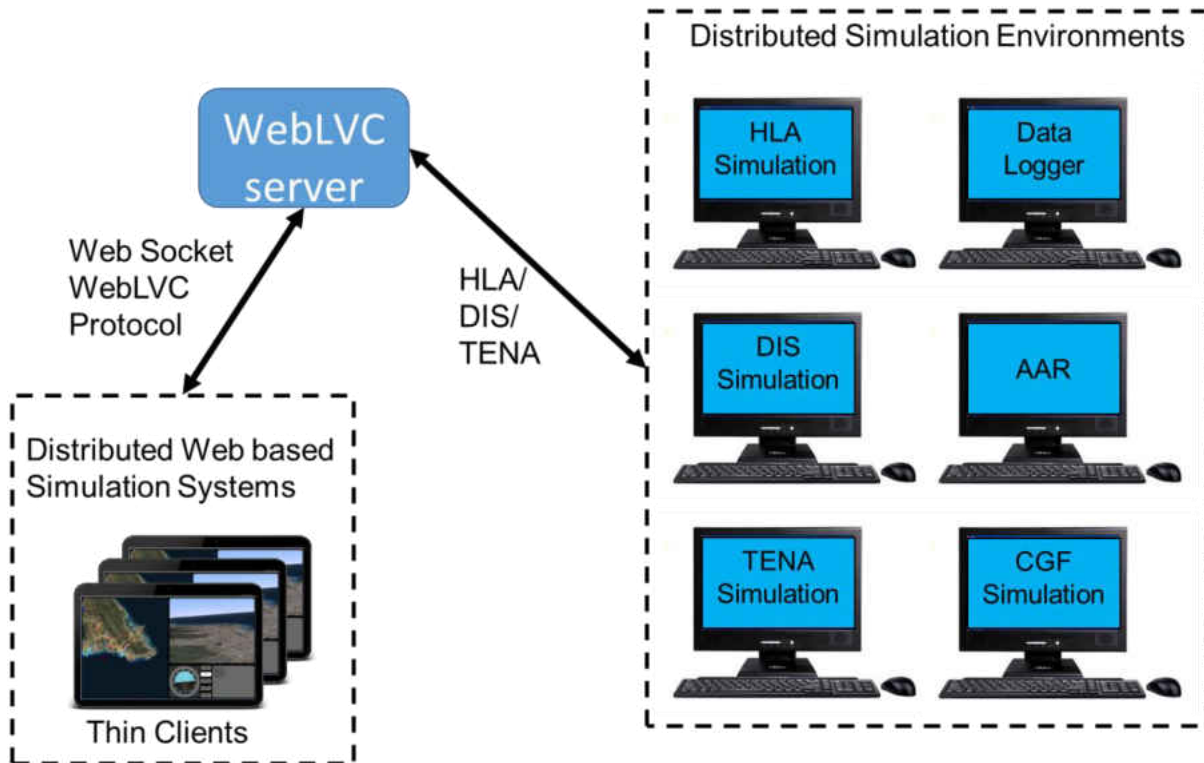 Distributed Simulation Environments
WebLVC
server
HLA
Simulation
Data
Logger
Web Socket
WebLVC
Protocol
HLA/
DIS/
TENA
DIS
Simulation
AAR
Distributed Web based
Simulation Systems
TENA
Simulation
CGF
Simulation
Thin Clients